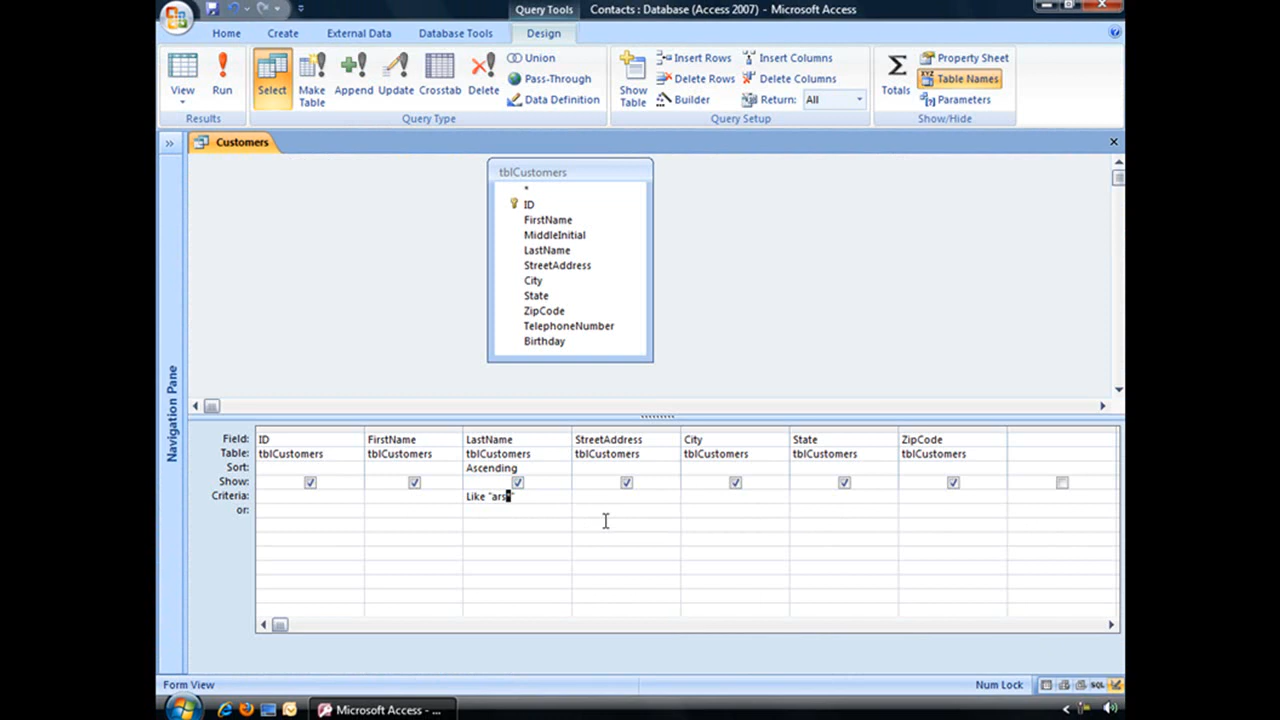 Query Tools
Contacts : Database (Access 2007) - Microsoft Access
Home Create External Data Database Tools Design
View Run Select Make Table Append Update Crosstab Delete
Union
Pass-Through
Data Definition
Show Table
Insert Rows
Delete Rows
Builder
Insert Columns
Delete Columns
Return: All
Totals
Property Sheet
Table Names
Parameters
Results Query Type Query Setup Show/Hide
Customers
Navigation Pane
tblCustomers
*
ID
FirstName
MiddleInitial
LastName
StreetAddress
City
State
ZipCode
TelephoneNumber
Birthday
Field: ID FirstName LastName StreetAddress City State ZipCode
Table: tblCustomers tblCustomers tblCustomers tblCustomers tblCustomers tblCustomers tblCustomers
Sort: Ascending
Show:
Criteria: Like "ars*"
or:
Form View Num Lock SQL
Microsoft Access - ...